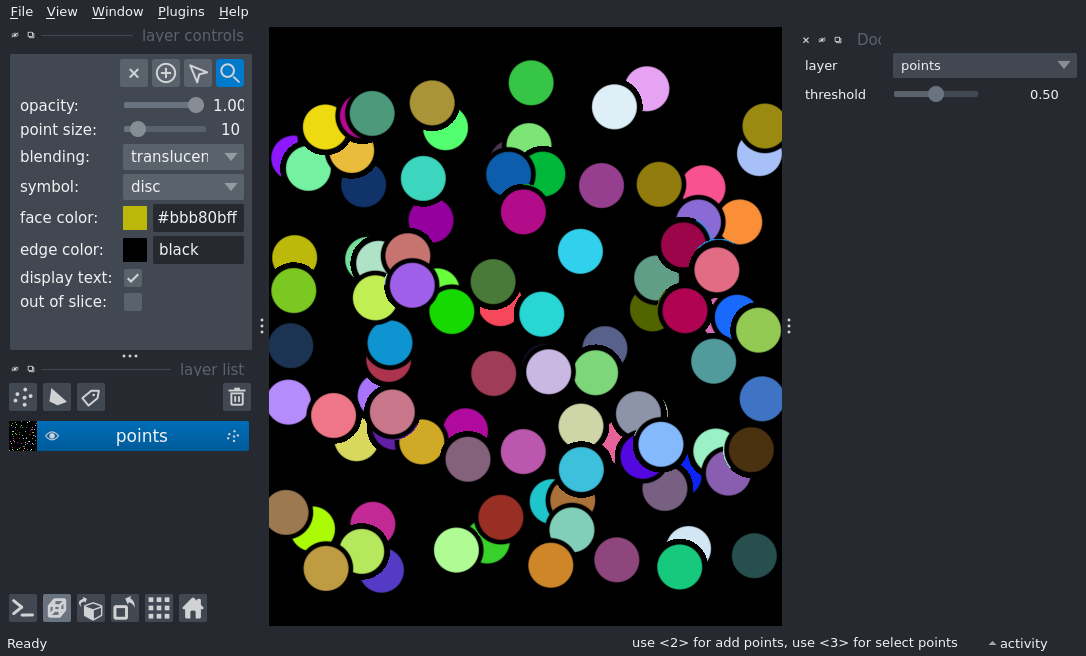 File View Window Plugins Help
layer controls
opacity: 1.00
point size: 10
blending: translucen
symbol: disc
face color: #bbb80bff
edge color: black
display text:
out of slice:
layer list
points
layer points
threshold 0.50
Ready
use <2> for add points, use <3> for select points
activity